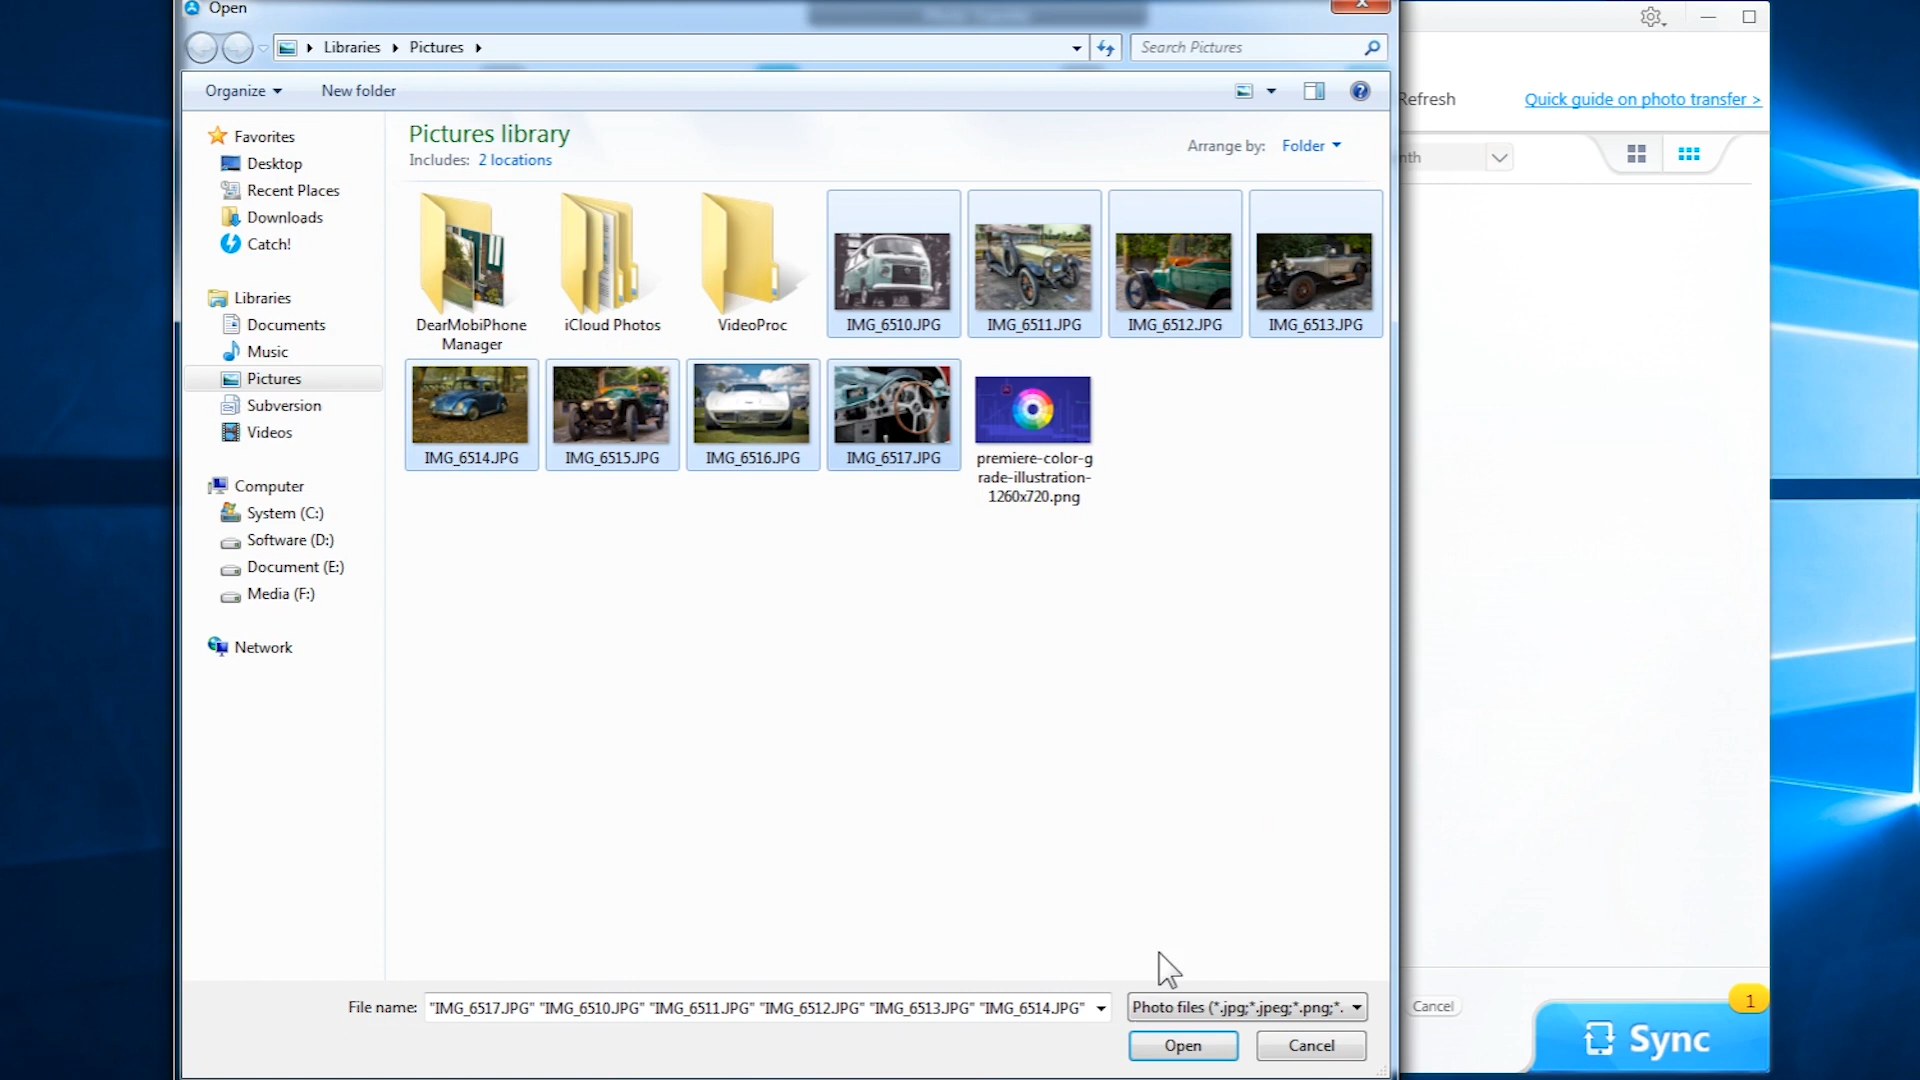 Open
Libraries
Pictures
Search Pictures
Organize
New folder
Refresh
Quick guide on photo transfer >
Favorites
Desktop
Recent Places
Downloads
Catch!
Libraries
Documents
Music
Pictures
Subversion
Videos
Computer
System (C:)
Software (D:)
Document (E:)
Media (F:)
Network
Pictures library
Includes: 2 locations
Arrange by: Folder
nth
DearMobiPhone
Manager
iCloud Photos
VideoProc
IMG_6510.JPG
IMG_6511.JPG
IMG_6512.JPG
IMG_6513.JPG
IMG_6514.JPG
IMG_6515.JPG
IMG_6516.JPG
IMG_6517.JPG
premiere-color-g
rade-illustration-
1260x720.png
File name: "IMG_6517.JPG" "IMG_6510.JPG" "IMG_6511.JPG" "IMG_6512.JPG" "IMG_6513.JPG" "IMG_6514.JPG"
Photo files (*.jpg;*.jpeg;*.png;*.
Open
Cancel
Cancel
1
Sync